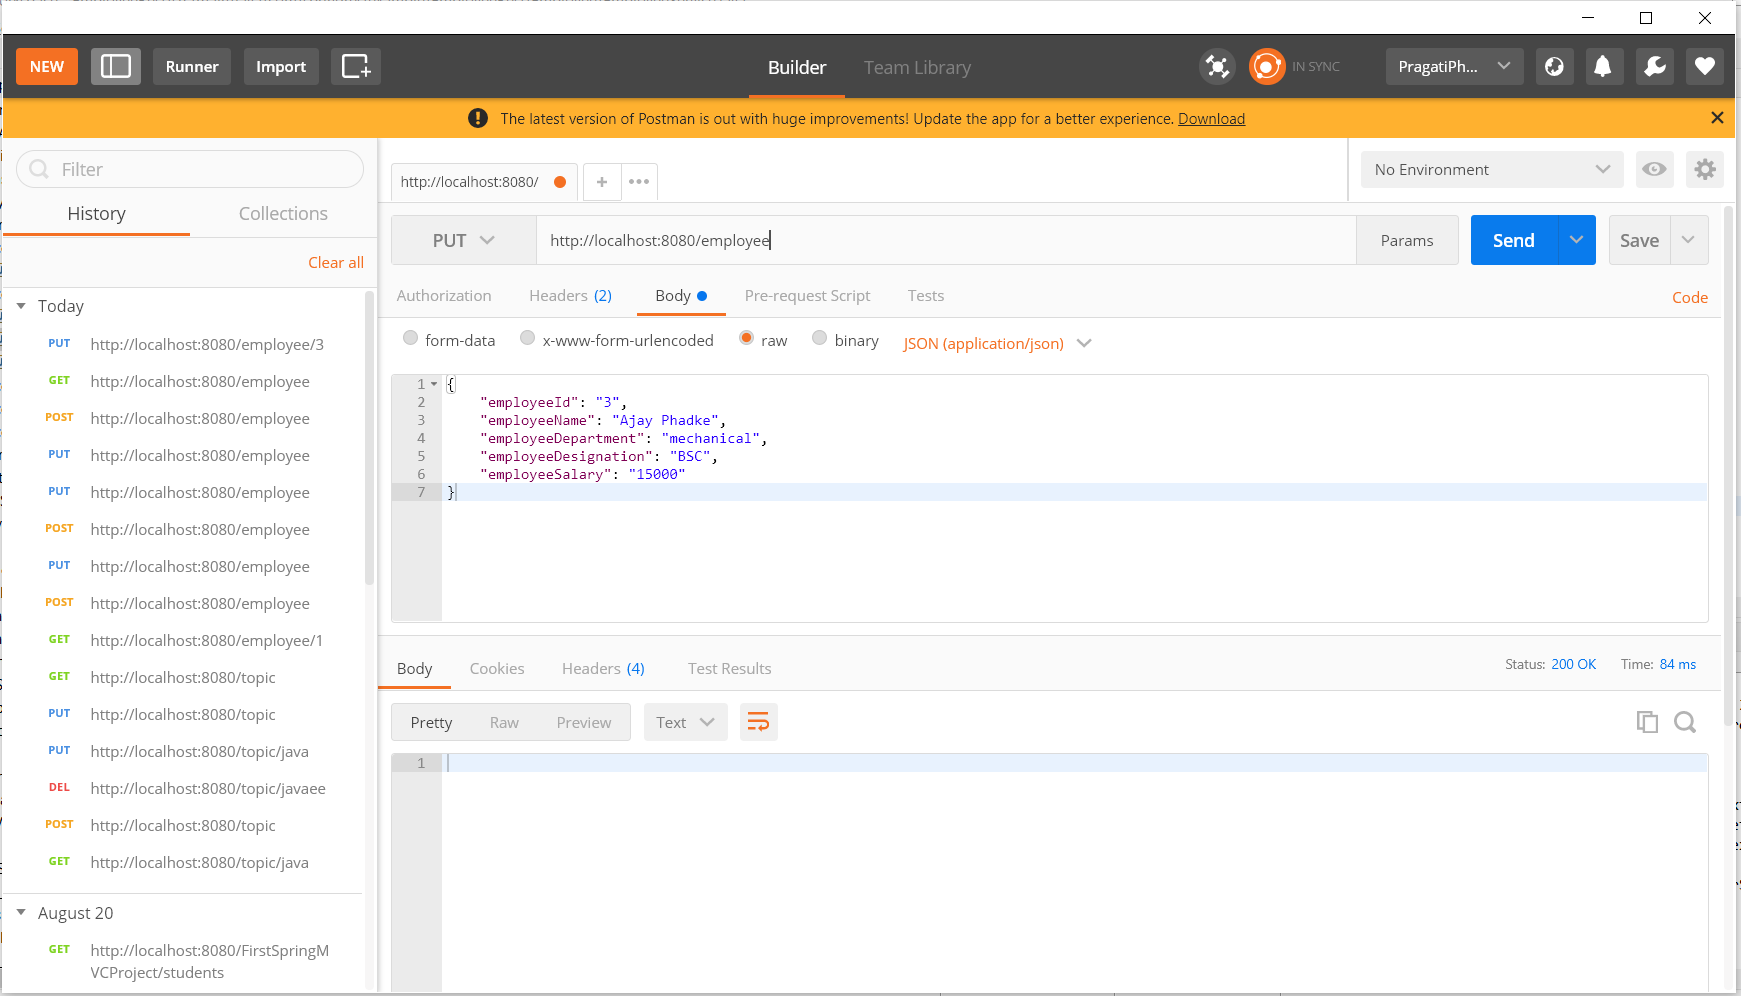 NEW
Runner
Import
Builder
Team Library
IN SYNC
PragatiPh...
The latest version of Postman is out with huge improvements! Update the app for a better experience. Download
Filter
History
Collections
Clear all
Today
PUT http://localhost:8080/employee/3
GET http://localhost:8080/employee
POST http://localhost:8080/employee
PUT http://localhost:8080/employee
PUT http://localhost:8080/employee
POST http://localhost:8080/employee
PUT http://localhost:8080/employee
POST http://localhost:8080/employee
GET http://localhost:8080/employee/1
GET http://localhost:8080/topic
PUT http://localhost:8080/topic
PUT http://localhost:8080/topic/java
DEL http://localhost:8080/topic/javaee
POST http://localhost:8080/topic
GET http://localhost:8080/topic/java
August 20
GET http://localhost:8080/FirstSpringM
VCProject/students
http://localhost:8080/
No Environment
PUT
http://localhost:8080/employee
Params
Send
Save
Authorization
Headers (2)
Body
Pre-request Script
Tests
Code
form-data
x-www-form-urlencoded
raw
binary
JSON (application/json)
1 {
2 "employeeId": "3",
3 "employeeName": "Ajay Phadke",
4 "employeeDepartment": "mechanical",
5 "employeeDesignation": "BSC",
6 "employeeSalary": "15000"
7 }
Body
Cookies
Headers (4)
Test Results
Status: 200 OK
Time: 84 ms
Pretty
Raw
Preview
Text
1